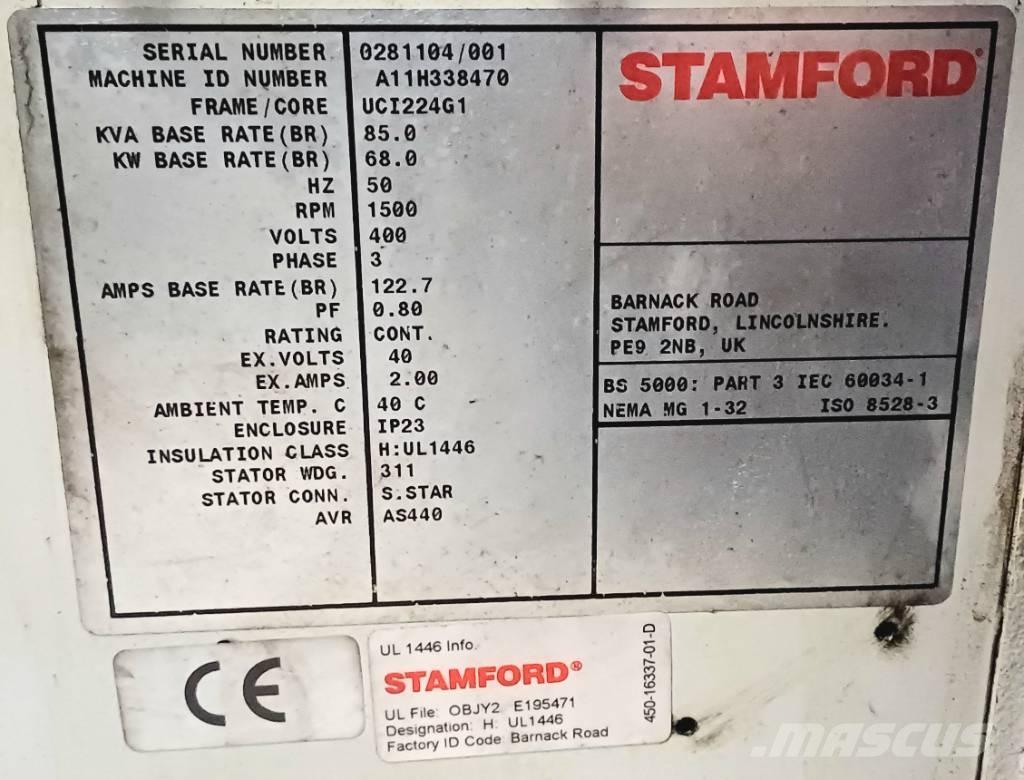 SERIAL NUMBER 0281104/001
MACHINE ID NUMBER A11H338470
FRAME/CORE UCI224G1
KVA BASE RATE(BR) 85.0
KW BASE RATE(BR) 68.0
HZ 50
RPM 1500
VOLTS 400
PHASE 3
AMPS BASE RATE(BR) 122.7
PF 0.80
RATING CONT.
EX.VOLTS 40
EX.AMPS 2.00
AMBIENT TEMP. C 40 C
ENCLOSURE IP23
INSULATION CLASS H:UL1446
STATOR WDG. 311
STATOR CONN. S.STAR
AVR AS440
STAMFORD®
BARNACK ROAD
STAMFORD, LINCOLNSHIRE.
PE9 2NB, UK
BS 5000: PART 3 IEC 60034-1
NEMA MG 1-32 ISO 8528-3
CE
UL 1446 Info.
STAMFORD®
UL File: OBJY2 E195471
Designation: H: UL1446
Factory ID Code: Barnack Road
450-16337-01-D
MASCUS